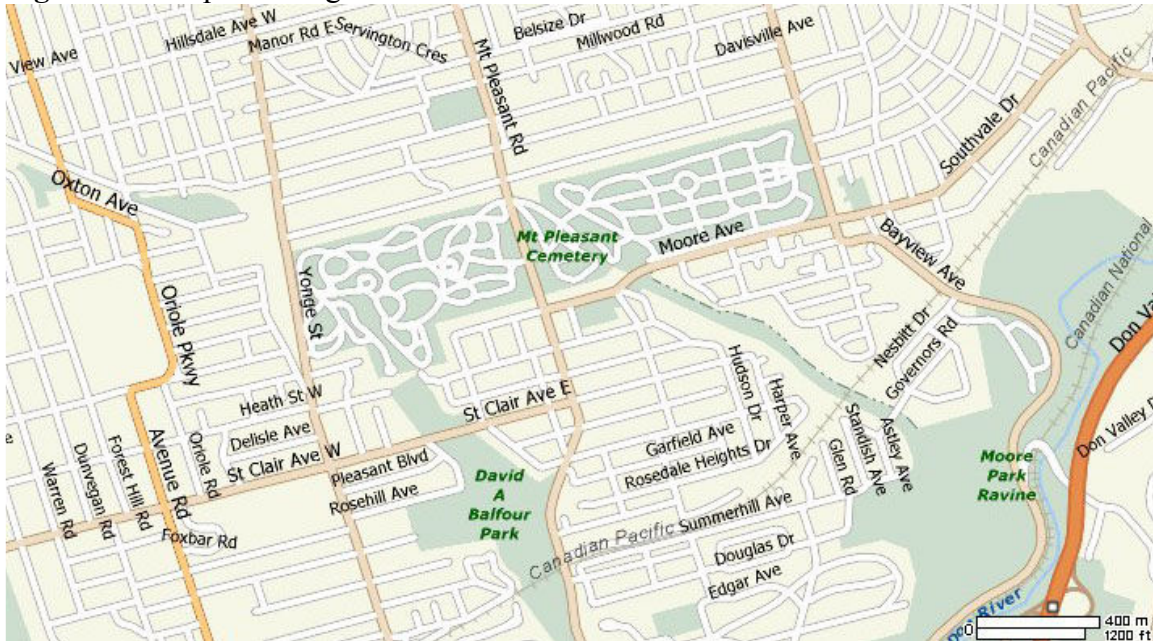 Hillsdale Ave W
Manor Rd E
Servington Cres
View Ave
Belsize Dr
Millwood Rd
Davisville Ave
Mt Pleasant Rd
Canadian Pacific
Southvale Dr
Oxton Ave
Mt Pleasant
Cemetery
Moore Ave
Bayview Ave
Canadian National
Yonge St
Oriole Pkwy
Nesbitt Dr
Governors Rd
Don Val
Hudson Dr
Harper Ave
Heath St W
St Clair Ave E
Delisle Ave
St Clair Ave W
Pleasant Blvd
Rosehill Ave
Warren Rd
Dunvegan Rd
Forest Hill Rd
Avenue Rd
Oriole Rd
Foxbar Rd
David
A
Balfour
Park
Garfield Ave
Rosedale Heights Dr
Standish Ave
Astley Ave
Glen Rd
Moore
Park
Ravine
Don Valley
Summerhill Ave
Canadian Pacific
Douglas Dr
Edgar Ave
River
0
400 m
1200 ft